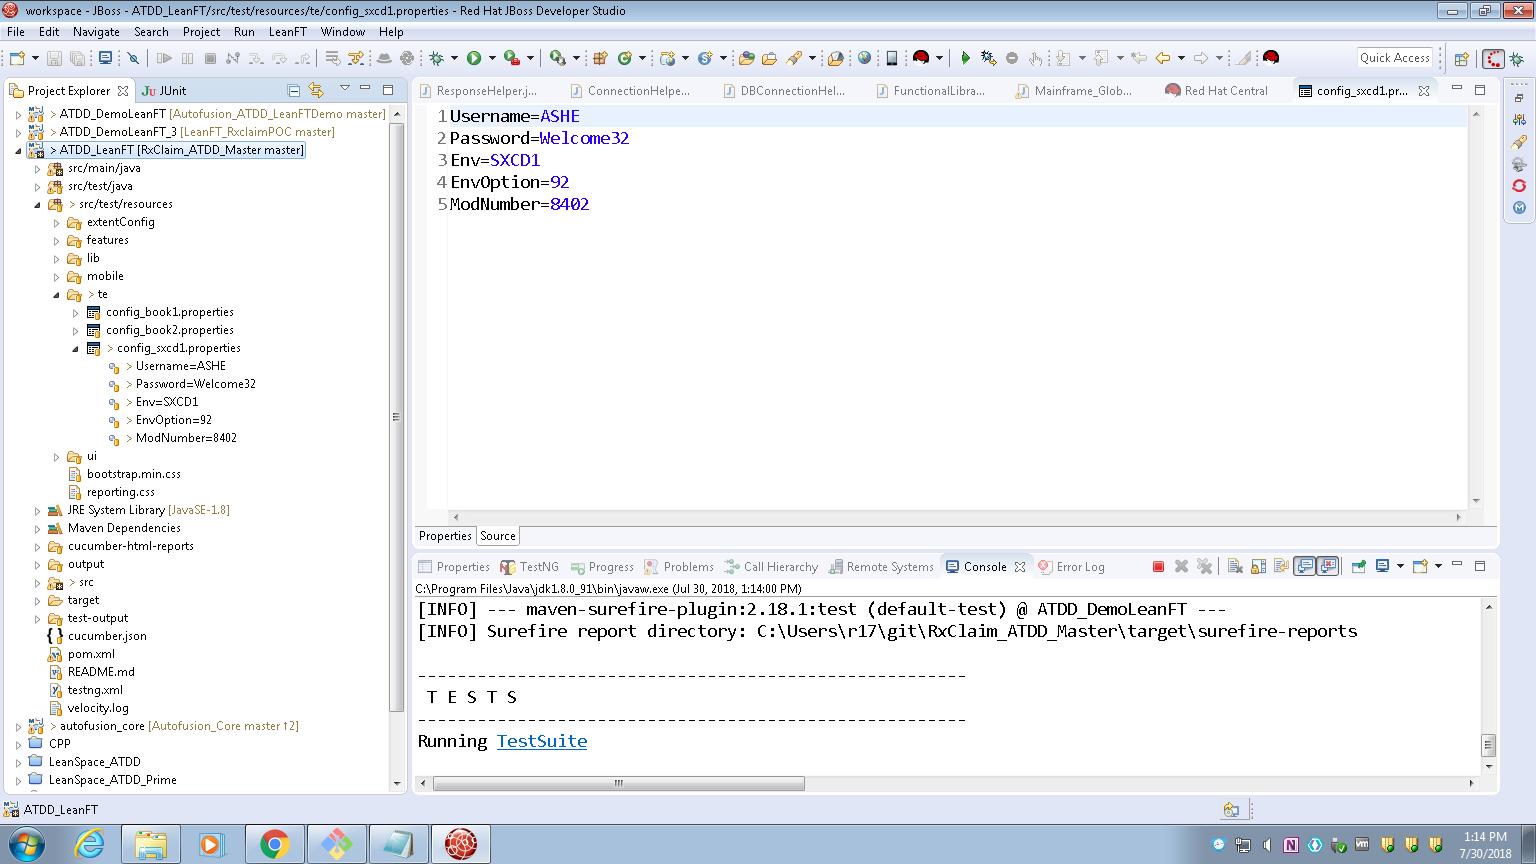 workspace - JBoss - ATDD_LeanFT/src/test/resources/te/config_sxcd1.properties - Red Hat JBoss Developer Studio
File Edit Navigate Search Project Run LeanFT Window Help
Quick Access
Project Explorer JUnit
> ATDD_DemoLeanFT [Autofusion_ATDD_LeanFTDemo master]
> ATDD_DemoLeanFT_3 [LeanFT_RxclaimPOC master]
> ATDD_LeanFT [RxClaim_ATDD_Master master]
src/main/java
src/test/java
> src/test/resources
extentConfig
features
lib
mobile
> te
config_book1.properties
config_book2.properties
> config_sxcd1.properties
> Username=ASHE
> Password=Welcome32
> Env=SXCD1
> EnvOption=92
> ModNumber=8402
ui
bootstrap.min.css
reporting.css
JRE System Library [JavaSE-1.8]
Maven Dependencies
cucumber-html-reports
output
> src
target
test-output
cucumber.json
pom.xml
README.md
testng.xml
velocity.log
> autofusion_core [Autofusion_Core master ↑2]
CPP
LeanSpace_ATDD
LeanSpace_ATDD_Prime
ResponseHelper.j... ConnectionHelpe... DBConnectionHel... FunctionalLibra... Mainframe_Glob... Red Hat Central config_sxcd1.pr...
1 Username=ASHE
2 Password=Welcome32
3 Env=SXCD1
4 EnvOption=92
5 ModNumber=8402
Properties Source
Properties TestNG Progress Problems Call Hierarchy Remote Systems Console Error Log
C:\Program Files\Java\jdk1.8.0_91\bin\javaw.exe (Jul 30, 2018, 1:14:00 PM)
[INFO] --- maven-surefire-plugin:2.18.1:test (default-test) @ ATDD_DemoLeanFT ---
[INFO] Surefire report directory: C:\Users\r17\git\RxClaim_ATDD_Master\target\surefire-reports
-------------------------------------------------------
T E S T S
-------------------------------------------------------
Running TestSuite
ATDD_LeanFT
1:14 PM
7/30/2018